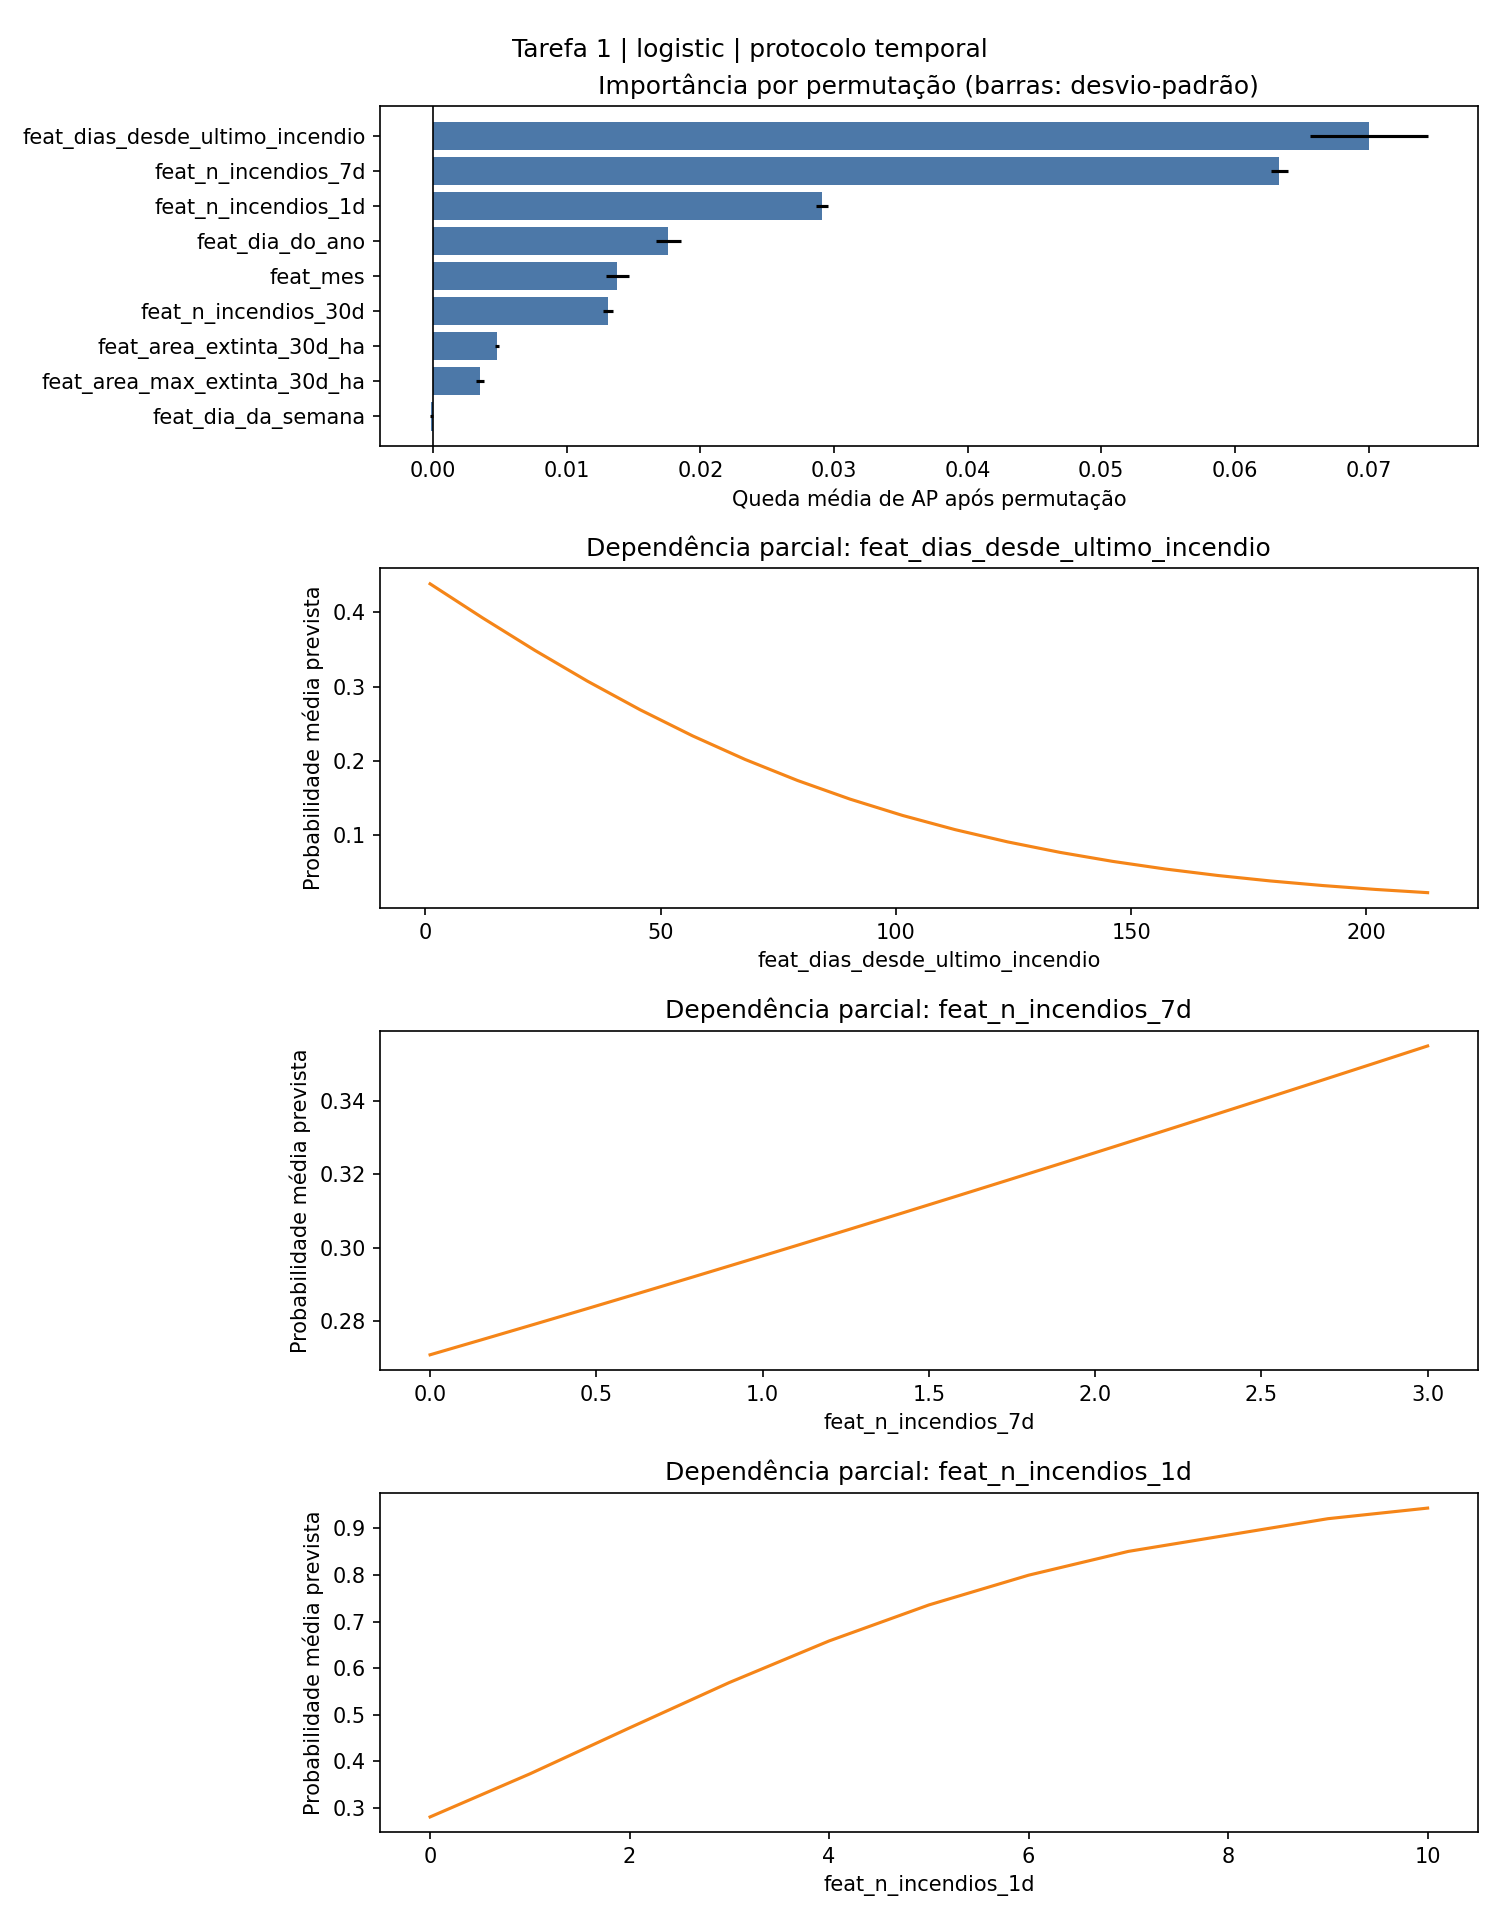 Tarefa 1 | logistic | protocolo temporal
Importância por permutação (barras: desvio-padrão)
feat_dias_desde_ultimo_incendio
feat_n_incendios_7d
feat_n_incendios_1d
feat_dia_do_ano
feat_mes
feat_n_incendios_30d
feat_area_extinta_30d_ha
feat_area_max_extinta_30d_ha
feat_dia_da_semana
0.00 0.01 0.02 0.03 0.04 0.05 0.06 0.07
Queda média de AP após permutação
Dependência parcial: feat_dias_desde_ultimo_incendio
Probabilidade média prevista
0.4
0.3
0.2
0.1
0 50 100 150 200
feat_dias_desde_ultimo_incendio
Dependência parcial: feat_n_incendios_7d
Probabilidade média prevista
0.34
0.32
0.30
0.28
0.0 0.5 1.0 1.5 2.0 2.5 3.0
feat_n_incendios_7d
Dependência parcial: feat_n_incendios_1d
Probabilidade média prevista
0.9
0.8
0.7
0.6
0.5
0.4
0.3
0 2 4 6 8 10
feat_n_incendios_1d